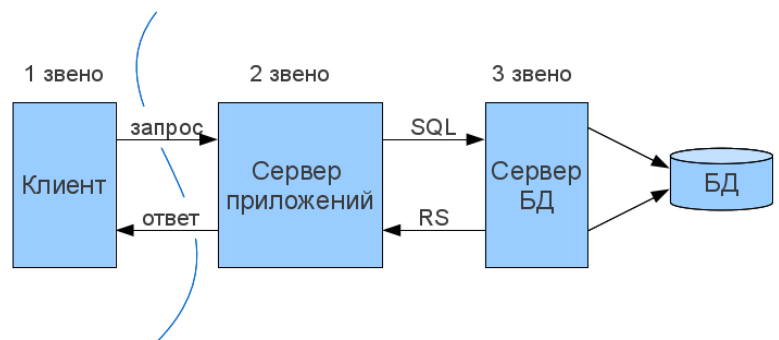 1 звено
2 звено
3 звено
Клиент
запрос
ответ
Сервер
приложений
SQL
RS
Сервер
БД
БД